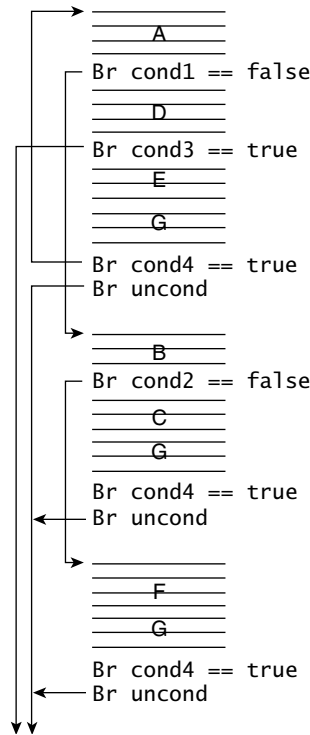 A
Br cond1 == false
D
Br cond3 == true
E
G
Br cond4 == true
Br uncond
B
Br cond2 == false
C
G
Br cond4 == true
Br uncond
F
G
Br cond4 == true
Br uncond